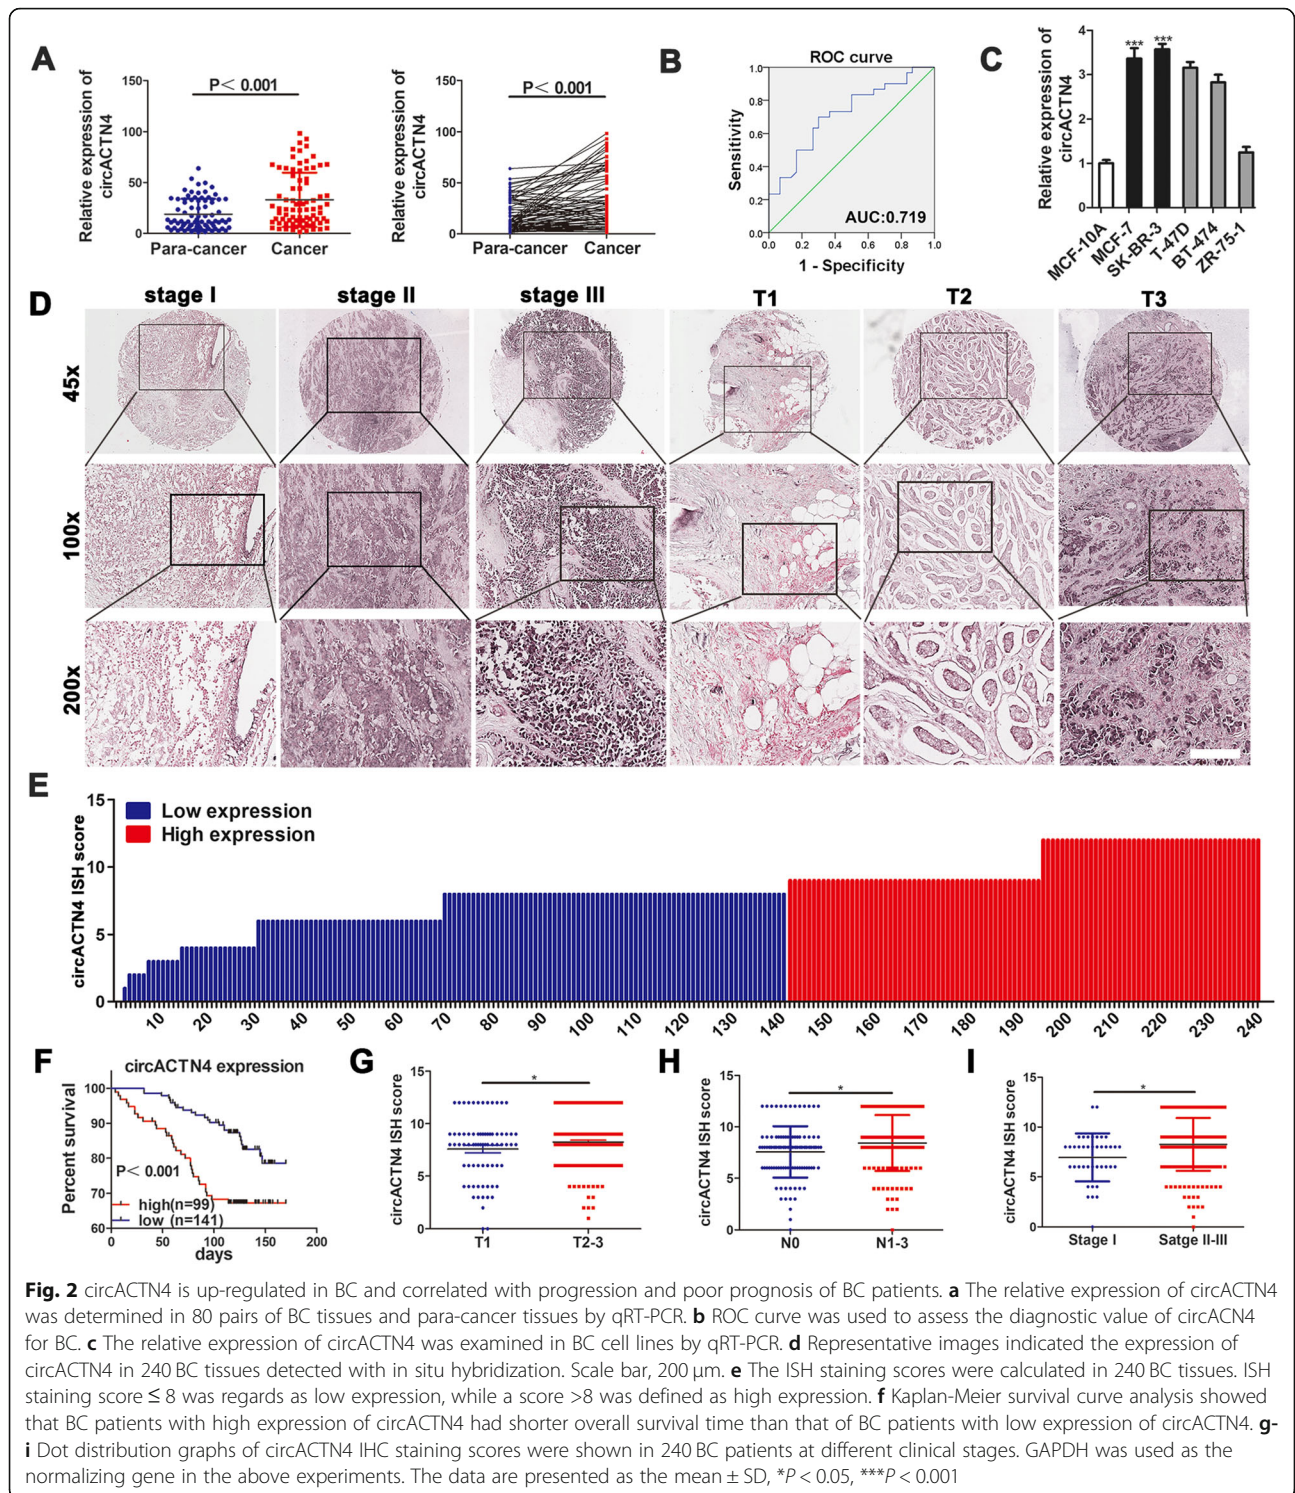 A
Relative expression of
circACTN4
150
100
50
0
P< 0.001
Para-cancer
Cancer
Relative expression of
circACTN4
150
100
50
0
P< 0.001
Para-cancer
Cancer
B
ROC curve
Sensitivity
1.0
0.8
0.6
0.4
0.2
0.0
0.0
0.2
0.4
0.6
0.8
1.0
AUC:0.719
1 - Specificity
C
Relative expression of
circACTN4
4
3
2
1
0
***
***
MCF-10A
MCF-7
SK-BR-3
T-47D
BT-474
ZR-75-1
D
stage I
stage II
stage III
T1
T2
T3
45x
100x
200x
E
circACTN4 ISH score
15
10
5
0
Low expression
High expression
10
20
30
40
50
60
70
80
90
100
110
120
130
140
150
160
170
180
190
200
210
220
230
240
F
circACTN4 expression
Percent survival
100
90
80
70
60
P< 0.001
high(n=99)
low (n=141)
0
50
100
150
200
days
G
circACTN4 ISH score
15
10
5
0
*
T1
T2-3
H
circACTN4 ISH score
15
10
5
0
*
N0
N1-3
I
circACTN4 ISH score
15
10
5
0
*
Stage I
Satge II-III
Fig. 2 circACTN4 is up-regulated in BC and correlated with progression and poor prognosis of BC patients. a The relative expression of circACTN4
was determined in 80 pairs of BC tissues and para-cancer tissues by qRT-PCR. b ROC curve was used to assess the diagnostic value of circACN4
for BC. c The relative expression of circACTN4 was examined in BC cell lines by qRT-PCR. d Representative images indicated the expression of
circACTN4 in 240 BC tissues detected with in situ hybridization. Scale bar, 200 μm. e The ISH staining scores were calculated in 240 BC tissues. ISH
staining score ≤ 8 was regards as low expression, while a score >8 was defined as high expression. f Kaplan-Meier survival curve analysis showed
that BC patients with high expression of circACTN4 had shorter overall survival time than that of BC patients with low expression of circACTN4. g-
i Dot distribution graphs of circACTN4 IHC staining scores were shown in 240 BC patients at different clinical stages. GAPDH was used as the
normalizing gene in the above experiments. The data are presented as the mean ± SD, *P < 0.05, ***P < 0.001